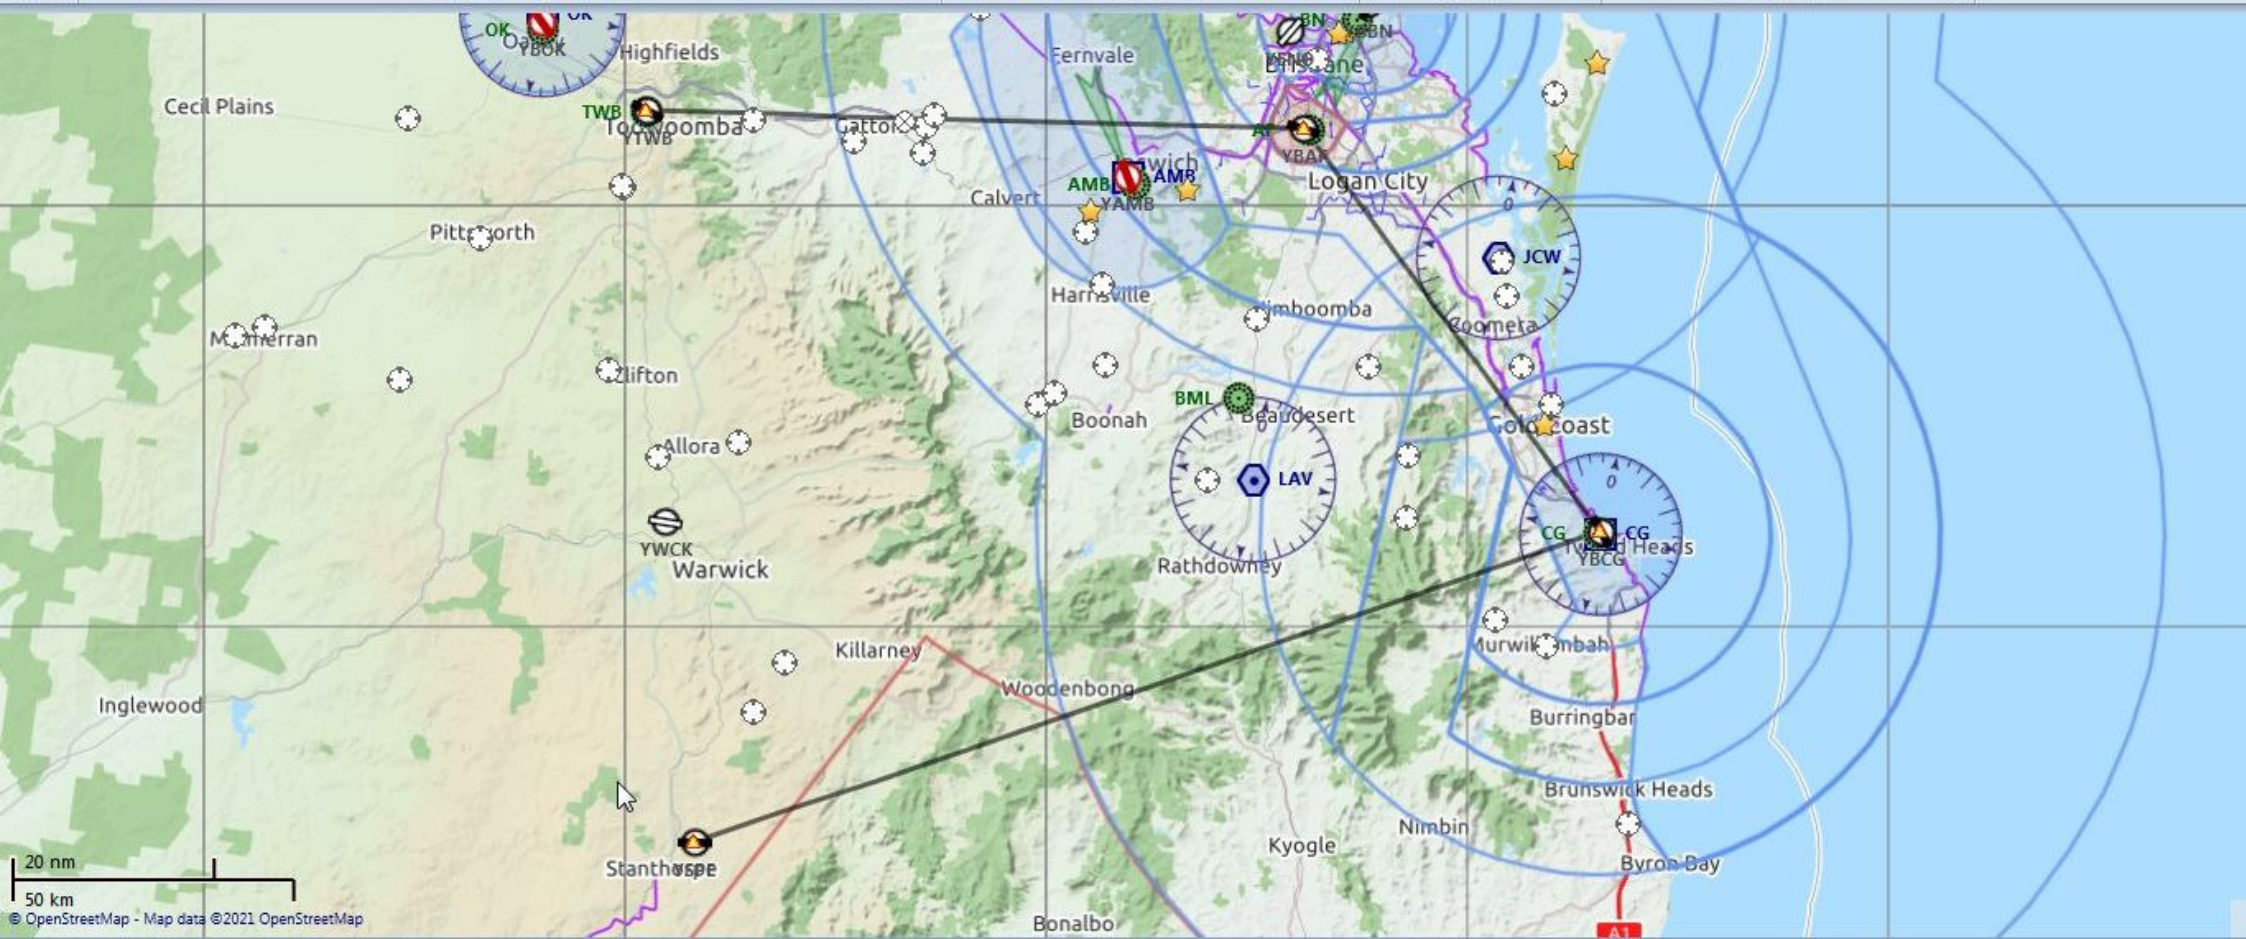 OK
OK
YBOK
Highfields
Fernvale
BN
Cecil Plains
TWB
Toowoomba
YTWB
Gatton
YBAF
AMB
AMB
YAMB
Logan City
Calvert
Pittsworth
JCW
Harrisville
Jimboomba
Coomera
Millmerran
Clifton
BML
Beaudesert
Boonah
Gold Coast
Allora
LAV
YWCK
CG
CG
Tweed Heads
YBCG
Warwick
Rathdowney
Killarney
Murwillumbah
Woodenbong
Inglewood
Burringbar
Brunswick Heads
Nimbin
Kyogle
Stanthorpe
Byron Bay
20 nm
50 km
© OpenStreetMap - Map data ©2021 OpenStreetMap
Bonalbo
A1